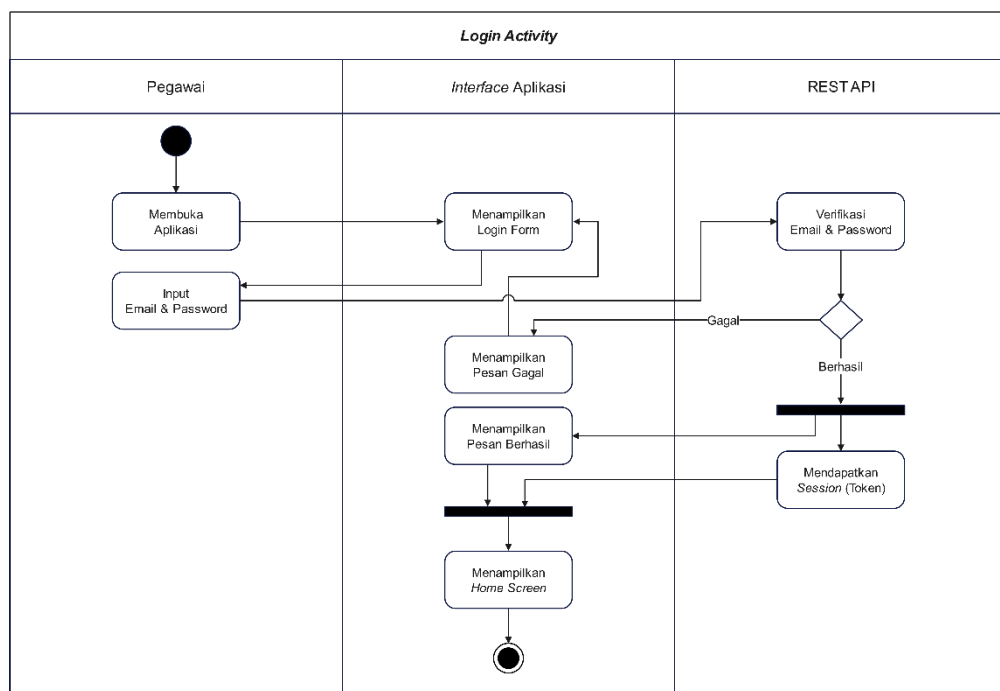 Login Activity
Pegawai
Interface Aplikasi
REST API
Membuka
Aplikasi
Menampilkan
Login Form
Verifikasi
Email & Password
Input
Email & Password
Gagal
Menampilkan
Pesan Gagal
Berhasil
Menampilkan
Pesan Berhasil
Mendapatkan
Session (Token)
Menampilkan
Home Screen